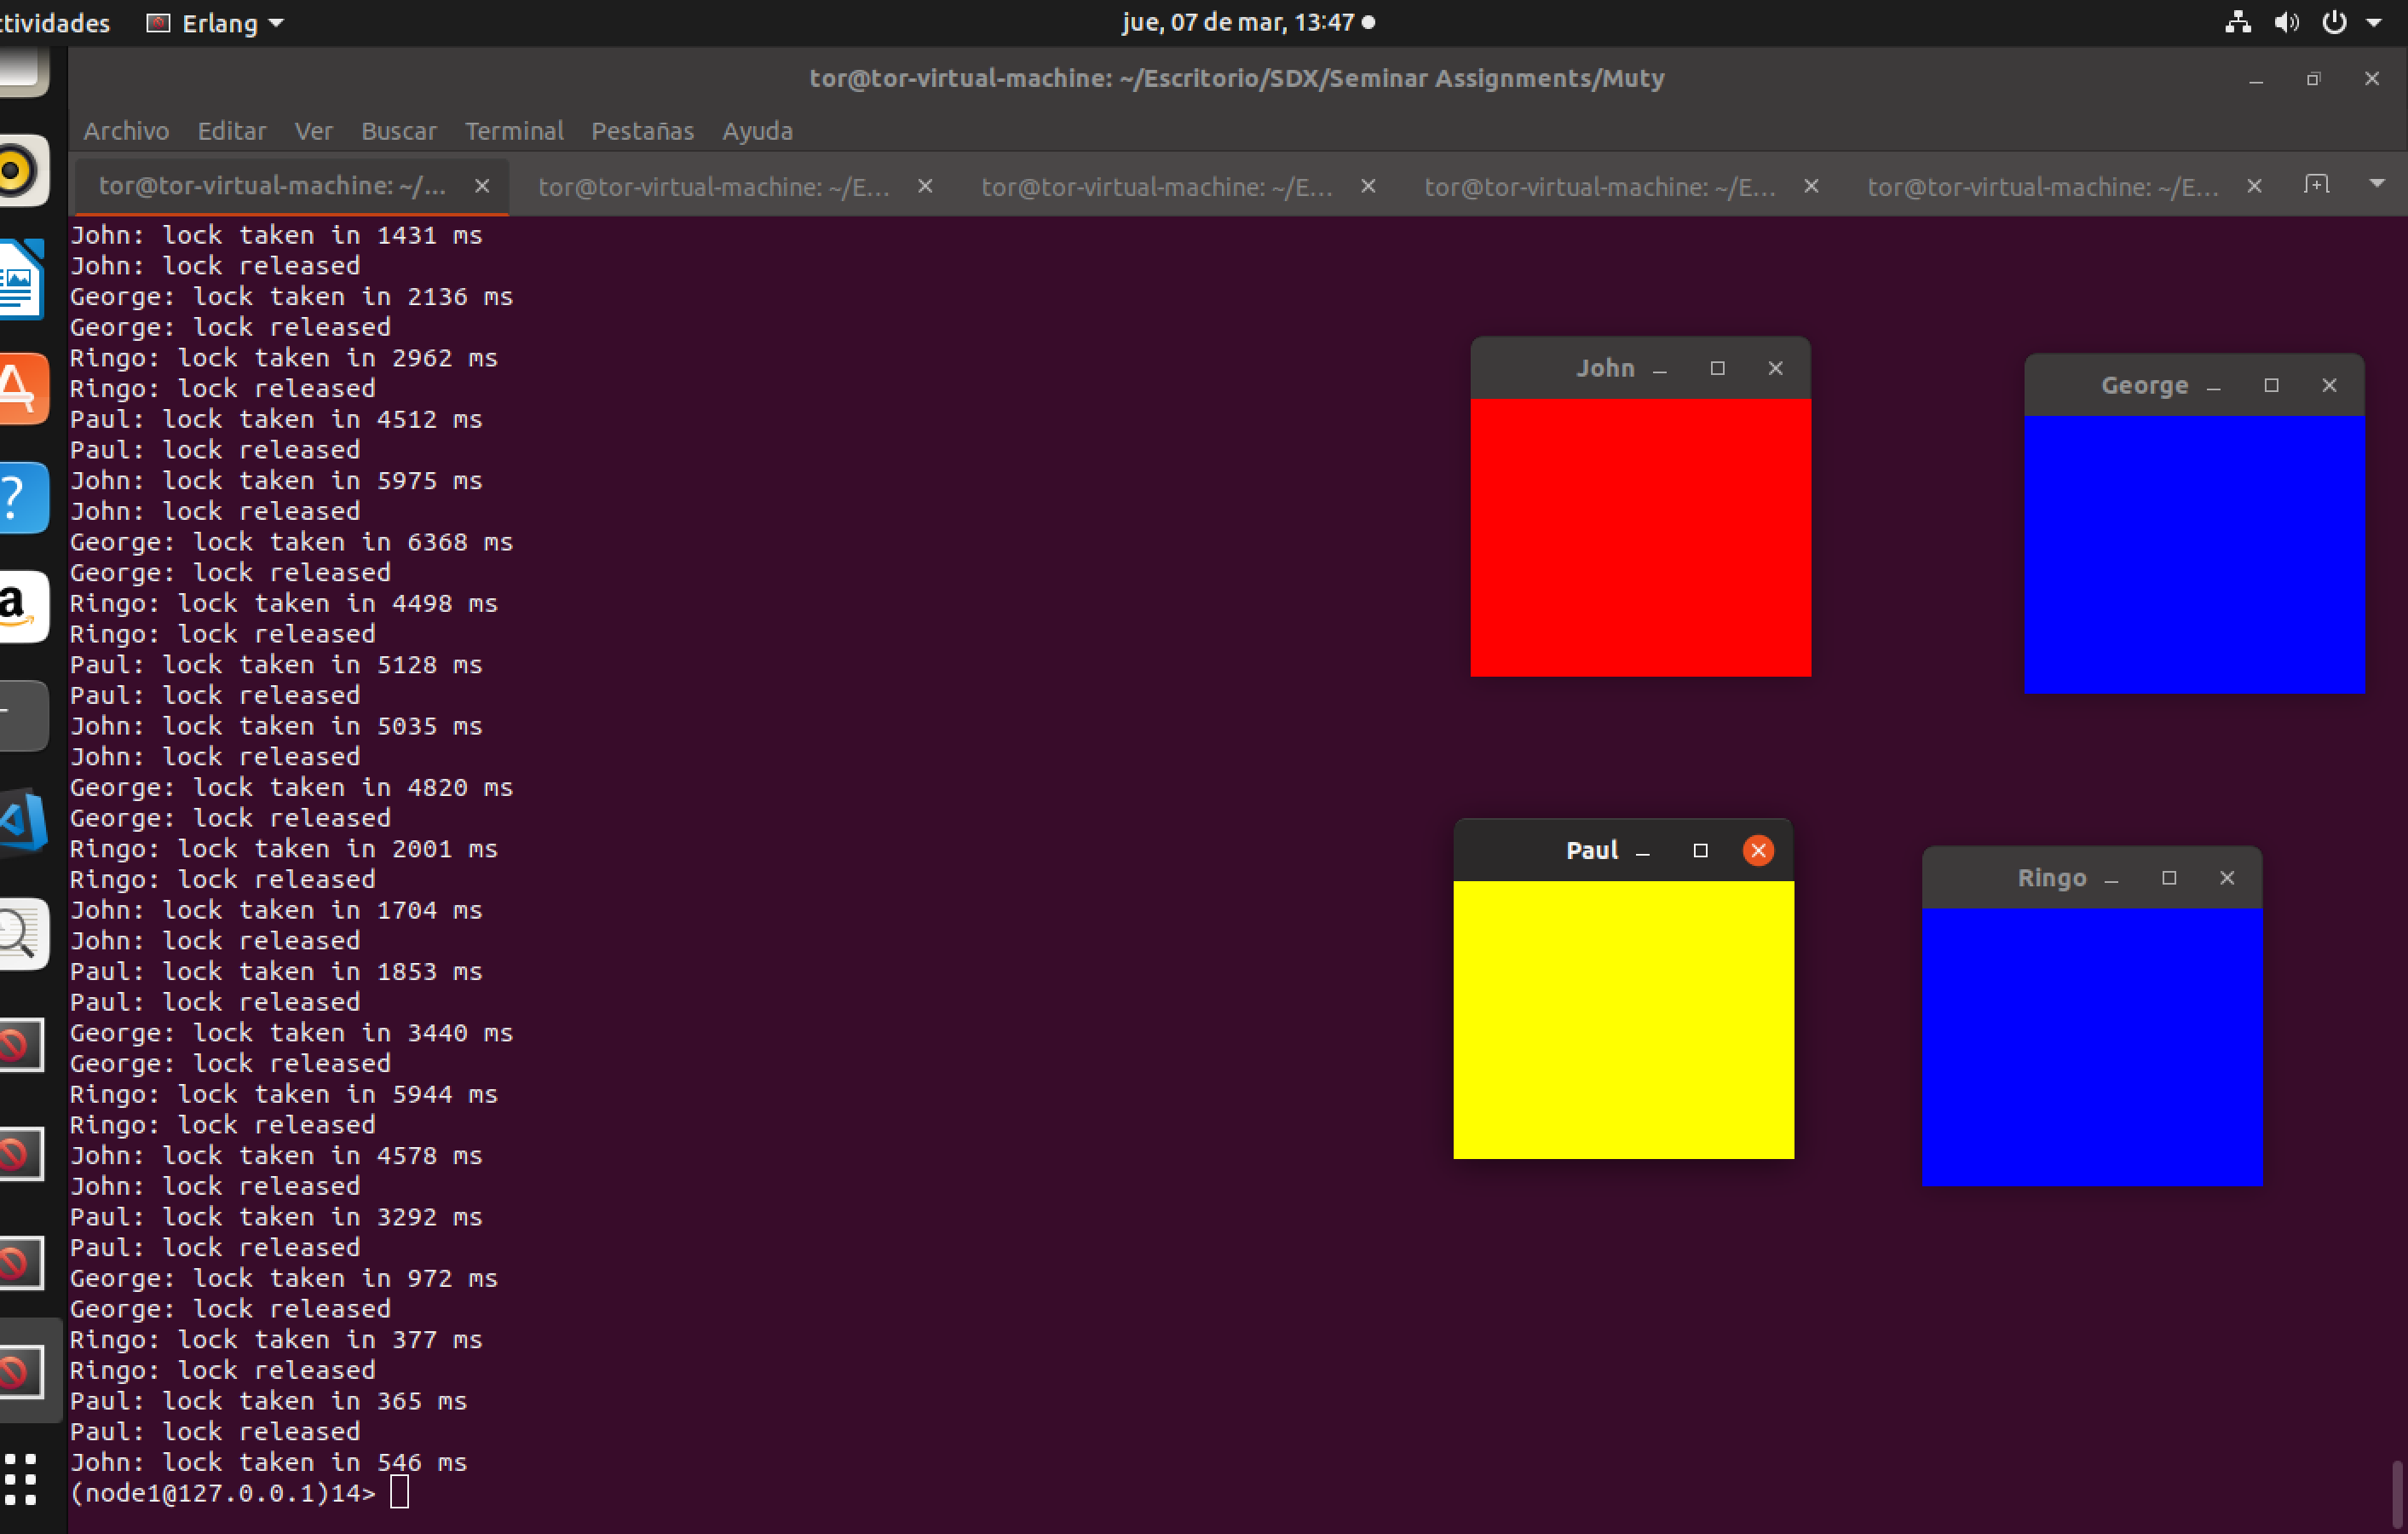 ctividades Erlang jue, 07 de mar, 13:47
tor@tor-virtual-machine: ~/Escritorio/SDX/Seminar Assignments/Muty
Archivo Editar Ver Buscar Terminal Pestañas Ayuda
tor@tor-virtual-machine: ~/... tor@tor-virtual-machine: ~/E... tor@tor-virtual-machine: ~/E... tor@tor-virtual-machine: ~/E... tor@tor-virtual-machine: ~/E...
John: lock taken in 1431 ms
John: lock released
George: lock taken in 2136 ms
George: lock released
Ringo: lock taken in 2962 ms
Ringo: lock released
Paul: lock taken in 4512 ms
Paul: lock released
John: lock taken in 5975 ms
John: lock released
George: lock taken in 6368 ms
George: lock released
Ringo: lock taken in 4498 ms
Ringo: lock released
Paul: lock taken in 5128 ms
Paul: lock released
John: lock taken in 5035 ms
John: lock released
George: lock taken in 4820 ms
George: lock released
Ringo: lock taken in 2001 ms
Ringo: lock released
John: lock taken in 1704 ms
John: lock released
Paul: lock taken in 1853 ms
Paul: lock released
George: lock taken in 3440 ms
George: lock released
Ringo: lock taken in 5944 ms
Ringo: lock released
John: lock taken in 4578 ms
John: lock released
Paul: lock taken in 3292 ms
Paul: lock released
George: lock taken in 972 ms
George: lock released
Ringo: lock taken in 377 ms
Ringo: lock released
Paul: lock taken in 365 ms
Paul: lock released
John: lock taken in 546 ms
(node1@127.0.0.1)14>
John
George
Paul
Ringo